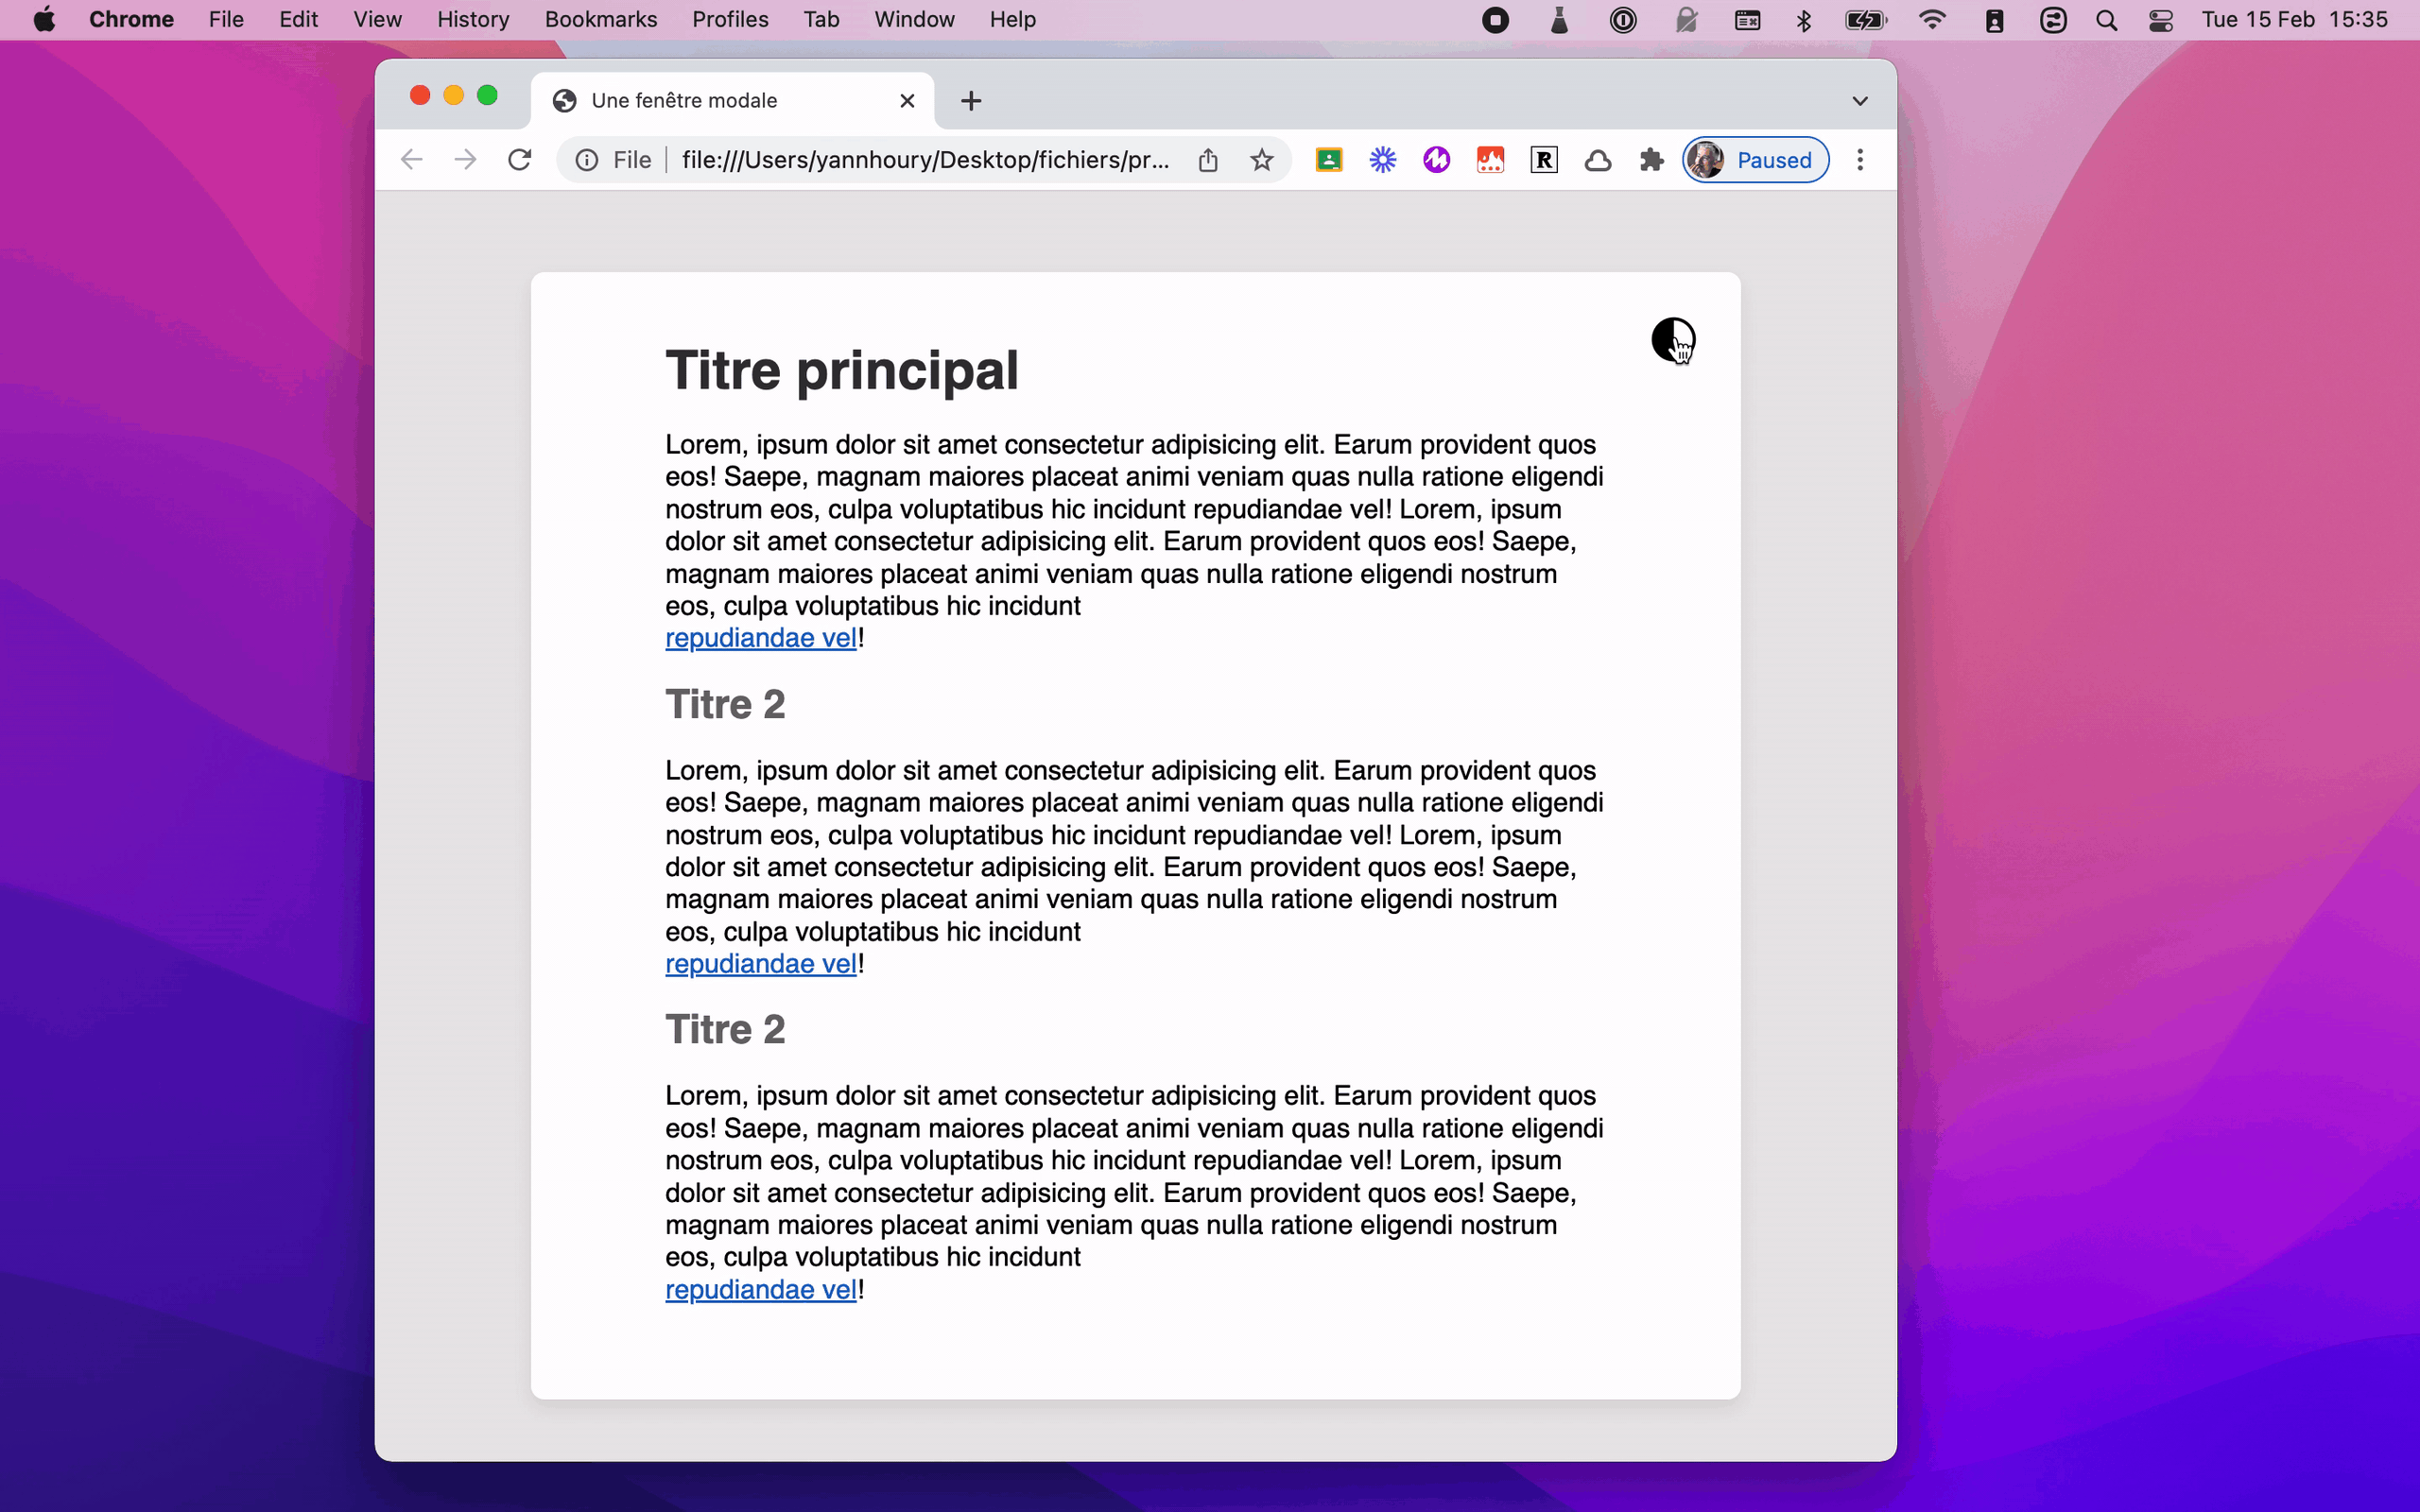 Chrome File Edit View History Bookmarks Profiles Tab Window Help Tue 15 Feb 15:35
Une fenêtre modale
File file:///Users/yannhoury/Desktop/fichiers/pr... R Paused
Titre principal
Lorem, ipsum dolor sit amet consectetur adipisicing elit. Earum provident quos
eos! Saepe, magnam maiores placeat animi veniam quas nulla ratione eligendi
nostrum eos, culpa voluptatibus hic incidunt repudiandae vel! Lorem, ipsum
dolor sit amet consectetur adipisicing elit. Earum provident quos eos! Saepe,
magnam maiores placeat animi veniam quas nulla ratione eligendi nostrum
eos, culpa voluptatibus hic incidunt
repudiandae vel!
Titre 2
Lorem, ipsum dolor sit amet consectetur adipisicing elit. Earum provident quos
eos! Saepe, magnam maiores placeat animi veniam quas nulla ratione eligendi
nostrum eos, culpa voluptatibus hic incidunt repudiandae vel! Lorem, ipsum
dolor sit amet consectetur adipisicing elit. Earum provident quos eos! Saepe,
magnam maiores placeat animi veniam quas nulla ratione eligendi nostrum
eos, culpa voluptatibus hic incidunt
repudiandae vel!
Titre 2
Lorem, ipsum dolor sit amet consectetur adipisicing elit. Earum provident quos
eos! Saepe, magnam maiores placeat animi veniam quas nulla ratione eligendi
nostrum eos, culpa voluptatibus hic incidunt repudiandae vel! Lorem, ipsum
dolor sit amet consectetur adipisicing elit. Earum provident quos eos! Saepe,
magnam maiores placeat animi veniam quas nulla ratione eligendi nostrum
eos, culpa voluptatibus hic incidunt
repudiandae vel!